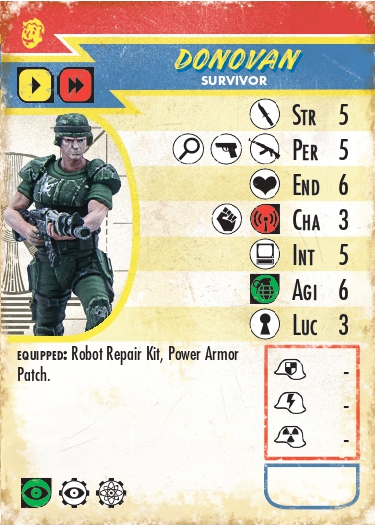 DONOVAN
SURVIVOR
STR 5
PER 5
END 6
CHA 3
INT 5
AGI 6
LUC 3
EQUIPPED: Robot Repair Kit, Power Armor
Patch.
-
-
-